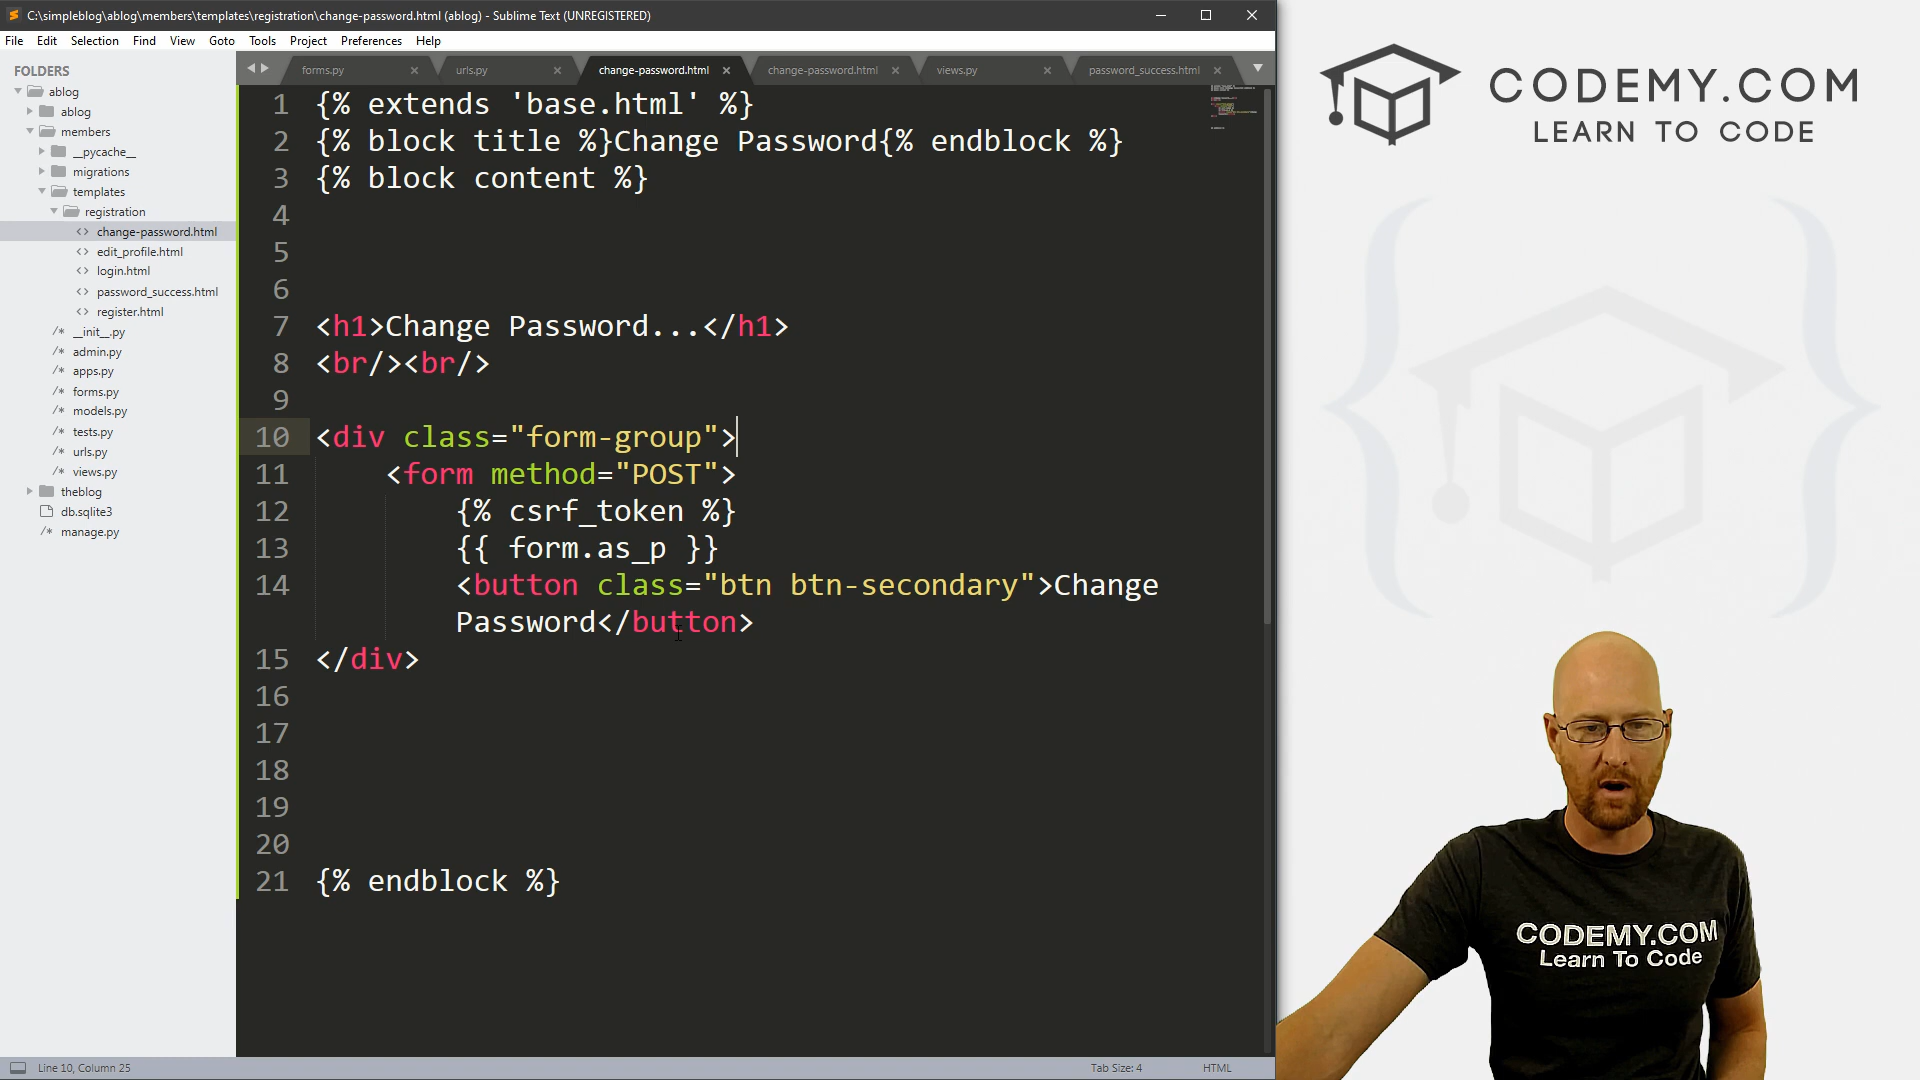 C:\simpleblog\ablog\members\templates\registration\change-password.html (ablog) - Sublime Text (UNREGISTERED)
File Edit Selection Find View Goto Tools Project Preferences Help
FOLDERS
ablog
ablog
members
__pycache__
migrations
templates
registration
change-password.html
edit_profile.html
login.html
password_success.html
register.html
__init__.py
admin.py
apps.py
forms.py
models.py
tests.py
urls.py
views.py
theblog
db.sqlite3
manage.py
forms.py urls.py change-password.html change-password.html views.py password_success.html
1 {% extends 'base.html' %}
2 {% block title %}Change Password{% endblock %}
3 {% block content %}
4
5
6
7 <h1>Change Password...</h1>
8 <br/><br/>
9
10 <div class="form-group">
11 <form method="POST">
12 {% csrf_token %}
13 {{ form.as_p }}
14 <button class="btn btn-secondary">Change
Password</button>
15 </div>
16
17
18
19
20
21 {% endblock %}
Line 10, Column 25
Tab Size: 4
HTML
CODEMY.COM
LEARN TO CODE
CODEMY.COM
Learn To Code